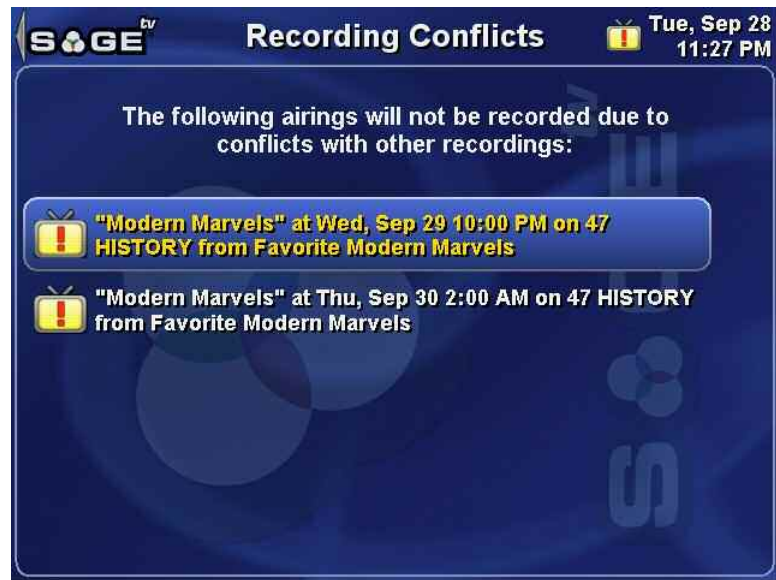 SAGE tv
Recording Conflicts
Tue, Sep 28
11:27 PM
The following airings will not be recorded due to
conflicts with other recordings:
"Modern Marvels" at Wed, Sep 29 10:00 PM on 47
HISTORY from Favorite Modern Marvels
"Modern Marvels" at Thu, Sep 30 2:00 AM on 47 HISTORY
from Favorite Modern Marvels
SAGE tv